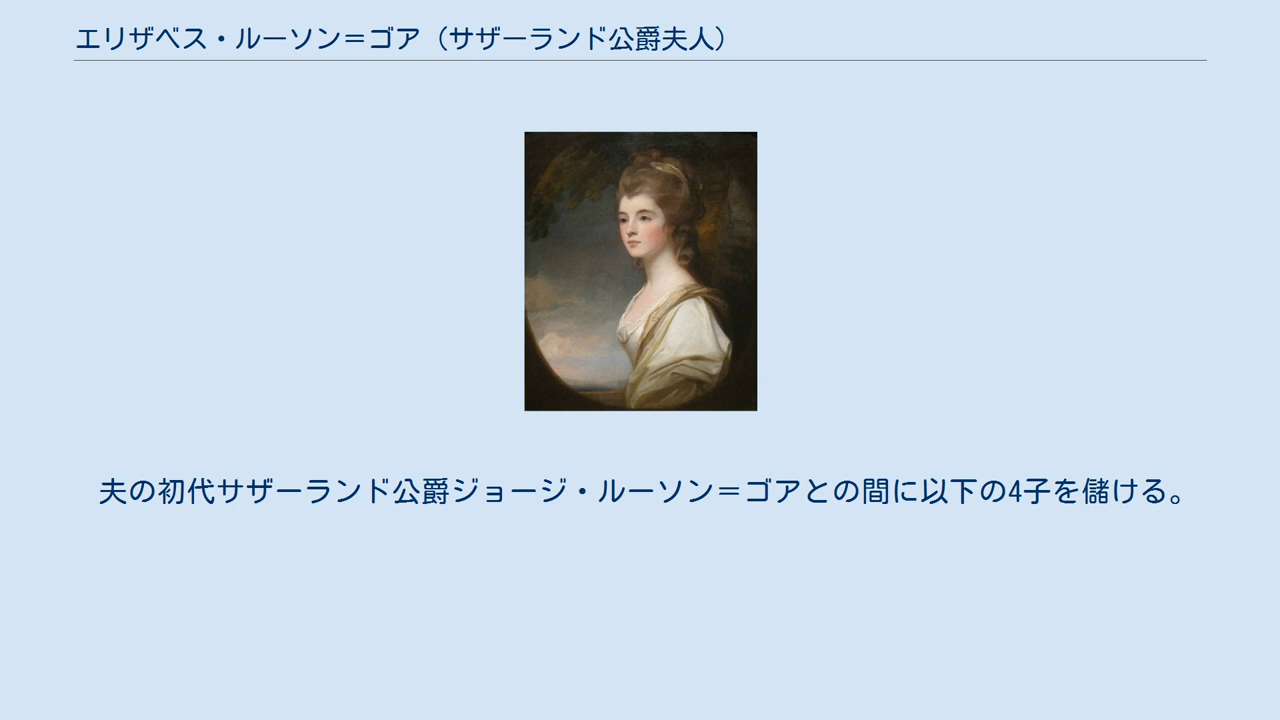 エリザベス・ルーソン＝ゴア（サザーランド公爵夫人）
夫の初代サザーランド公爵ジョージ・ルーソン＝ゴアとの間に以下の4子を儲ける。